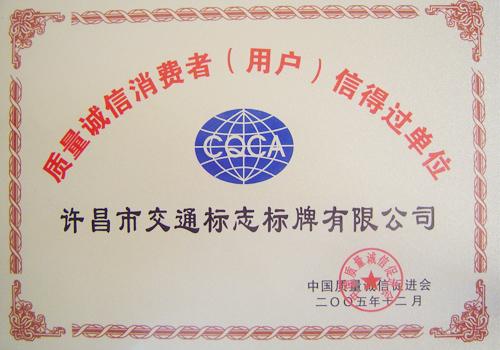 质量诚信消费者（用户）信得过单位
CQCA
许昌市交通标志标牌有限公司
中国质量诚信促进会
二〇〇五年十二月